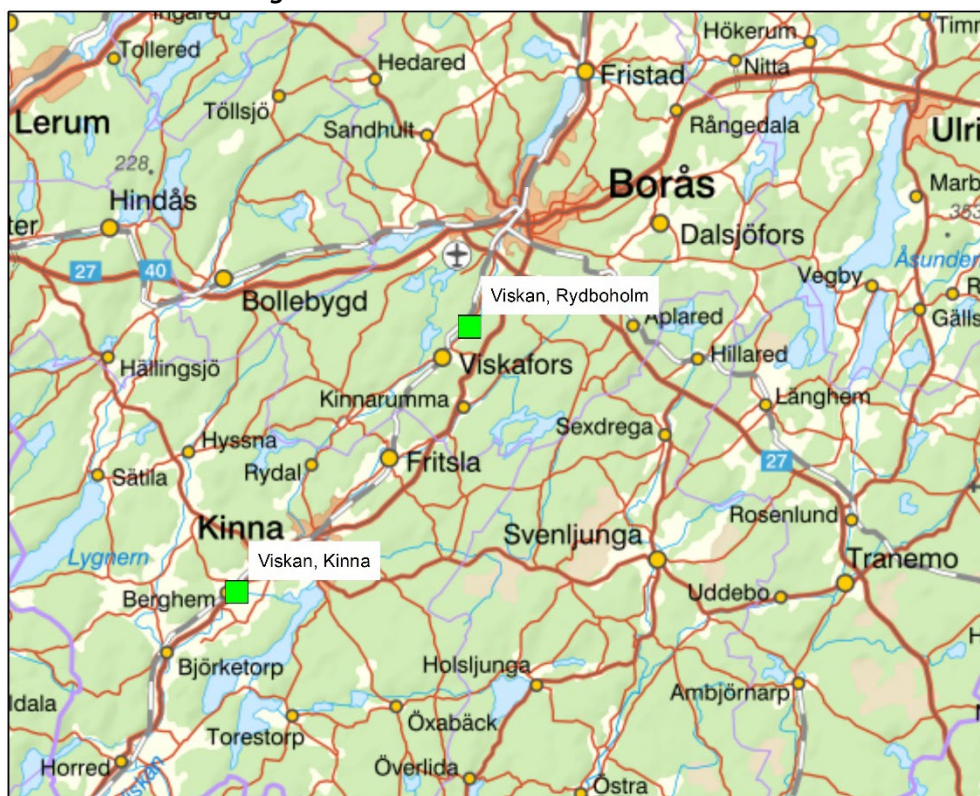 Tollered
Hökerum
Hedared
Nitta
Fristad
Töllsjö
Lerum
Sandhult
Rångedala
228
Borås
Hindås
Dalsjöfors
27
40
Vegby
Viskan, Rydboholm
Bollebygd
Aplared
Hällingsjö
Viskafors
Hillared
Kinnarumma
Länghem
Sexdrega
Hyssna
Fritsla
27
Sätila
Rydal
Rosenlund
Kinna
Svenljunga
Lygnern
Viskan, Kinna
Tranemo
Berghem
Uddebo
Björketorp
Holsljunga
Ambjörnarp
Öxabäck
Torestorp
Horred
Överlida
Östra